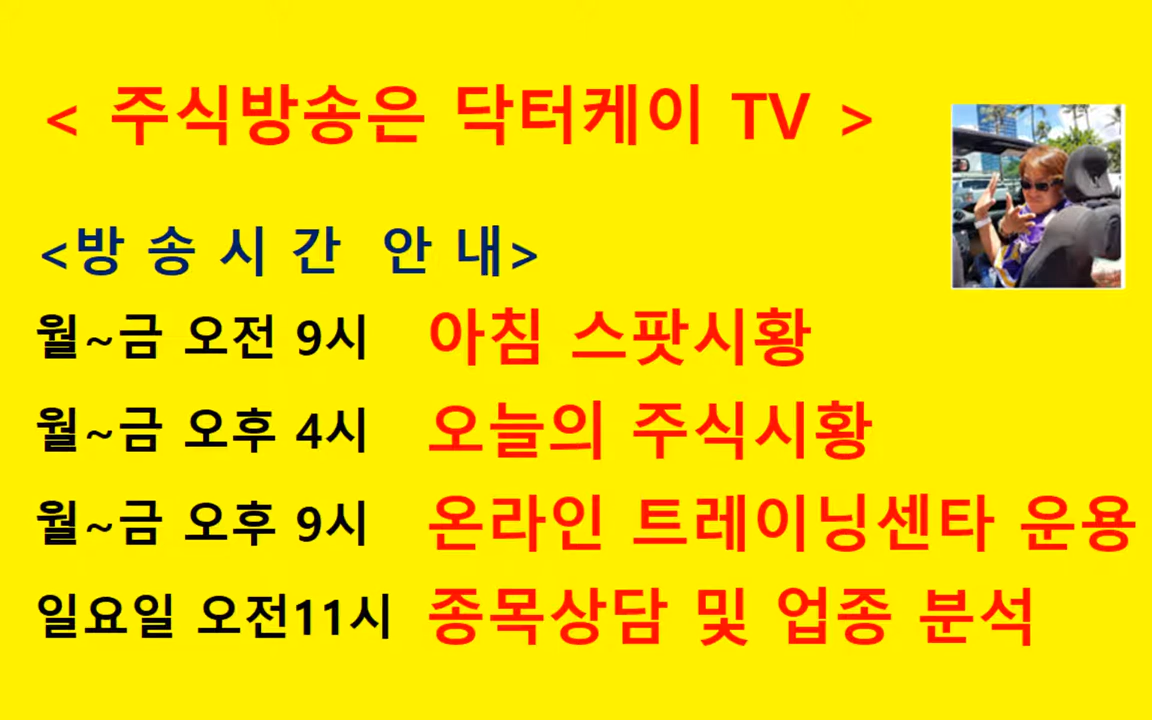 < 주식방송은 닥터케이 TV >
<방 송 시 간 안 내>
월~금 오전 9시 아침 스팟시황
월~금 오후 4시 오늘의 주식시황
월~금 오후 9시 온라인 트레이닝센타 운용
일요일 오전11시 종목상담 및 업종 분석